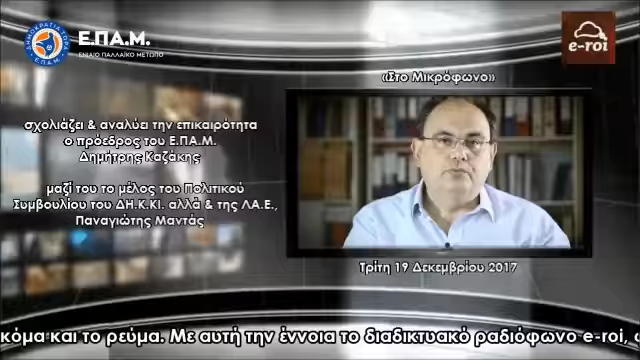 Ε.ΠΑ.Μ.
ΕΝΙΑΙΟ ΠΑΛΛΑΪΚΟ ΜΕΤΩΠΟ
ΔΗΜΟΚΡΑΤΙΑ ΤΩΡΑ
Ε.Π.Α.Μ.
e-roi
«Στο Μικρόφωνο»
σχολιάζει & αναλύει την επικαιρότητα
ο πρόεδρος του Ε.ΠΑ.Μ.
Δημήτρης Καζάκης
μαζί του το μέλος του Πολιτικού
Συμβουλίου του ΔΗ.Κ.ΚΙ. αλλά & της ΛΑ.Ε.,
Παναγιώτης Μαντάς
Τρίτη 19 Δεκεμβρίου 2017
κόμα και το ρεύμα. Με αυτή την έννοια το διαδικτυακό ραδιόφωνο e-roi,